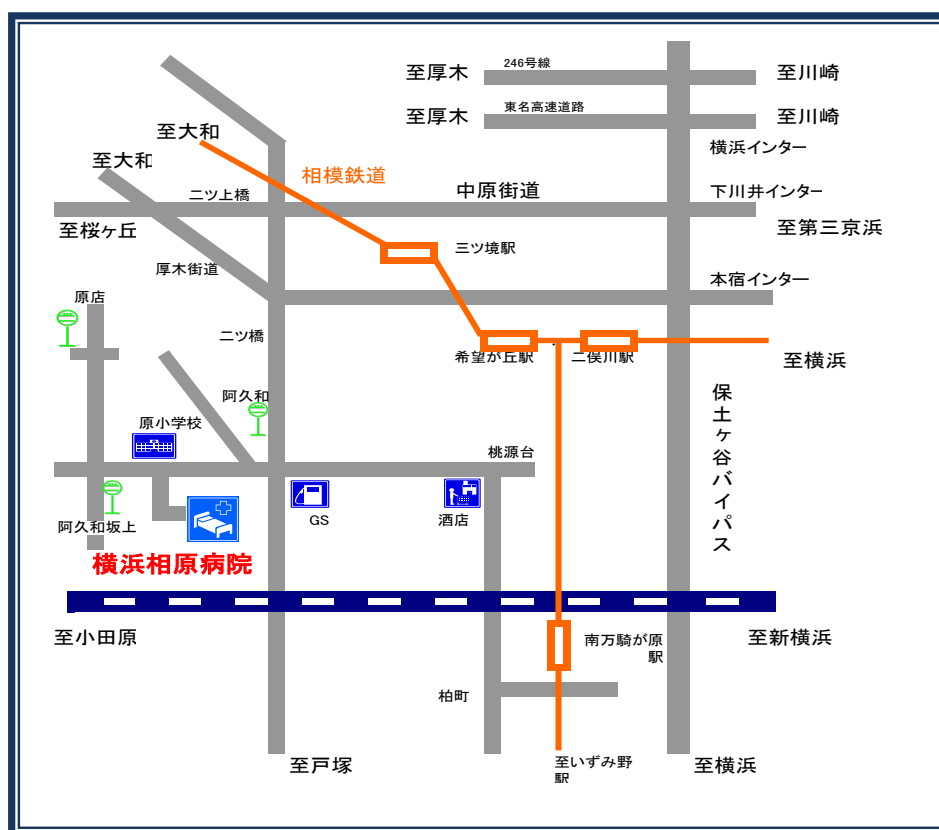 246号線
至厚木
至川崎
東名高速道路
至厚木
至川崎
至大和
横浜インター
至大和
相模鉄道
二ツ上橋
中原街道
下川井インター
至桜ヶ丘
至第三京浜
三ツ境駅
厚木街道
本宿インター
原店
二ツ橋
希望が丘駅
二俣川駅
至横浜
阿久和
保土ヶ谷バイパス
原小学校
桃源台
阿久和坂上
GS
酒店
横浜相原病院
至小田原
南万騎が原
駅
至新横浜
柏町
至戸塚
至いずみ野
駅
至横浜